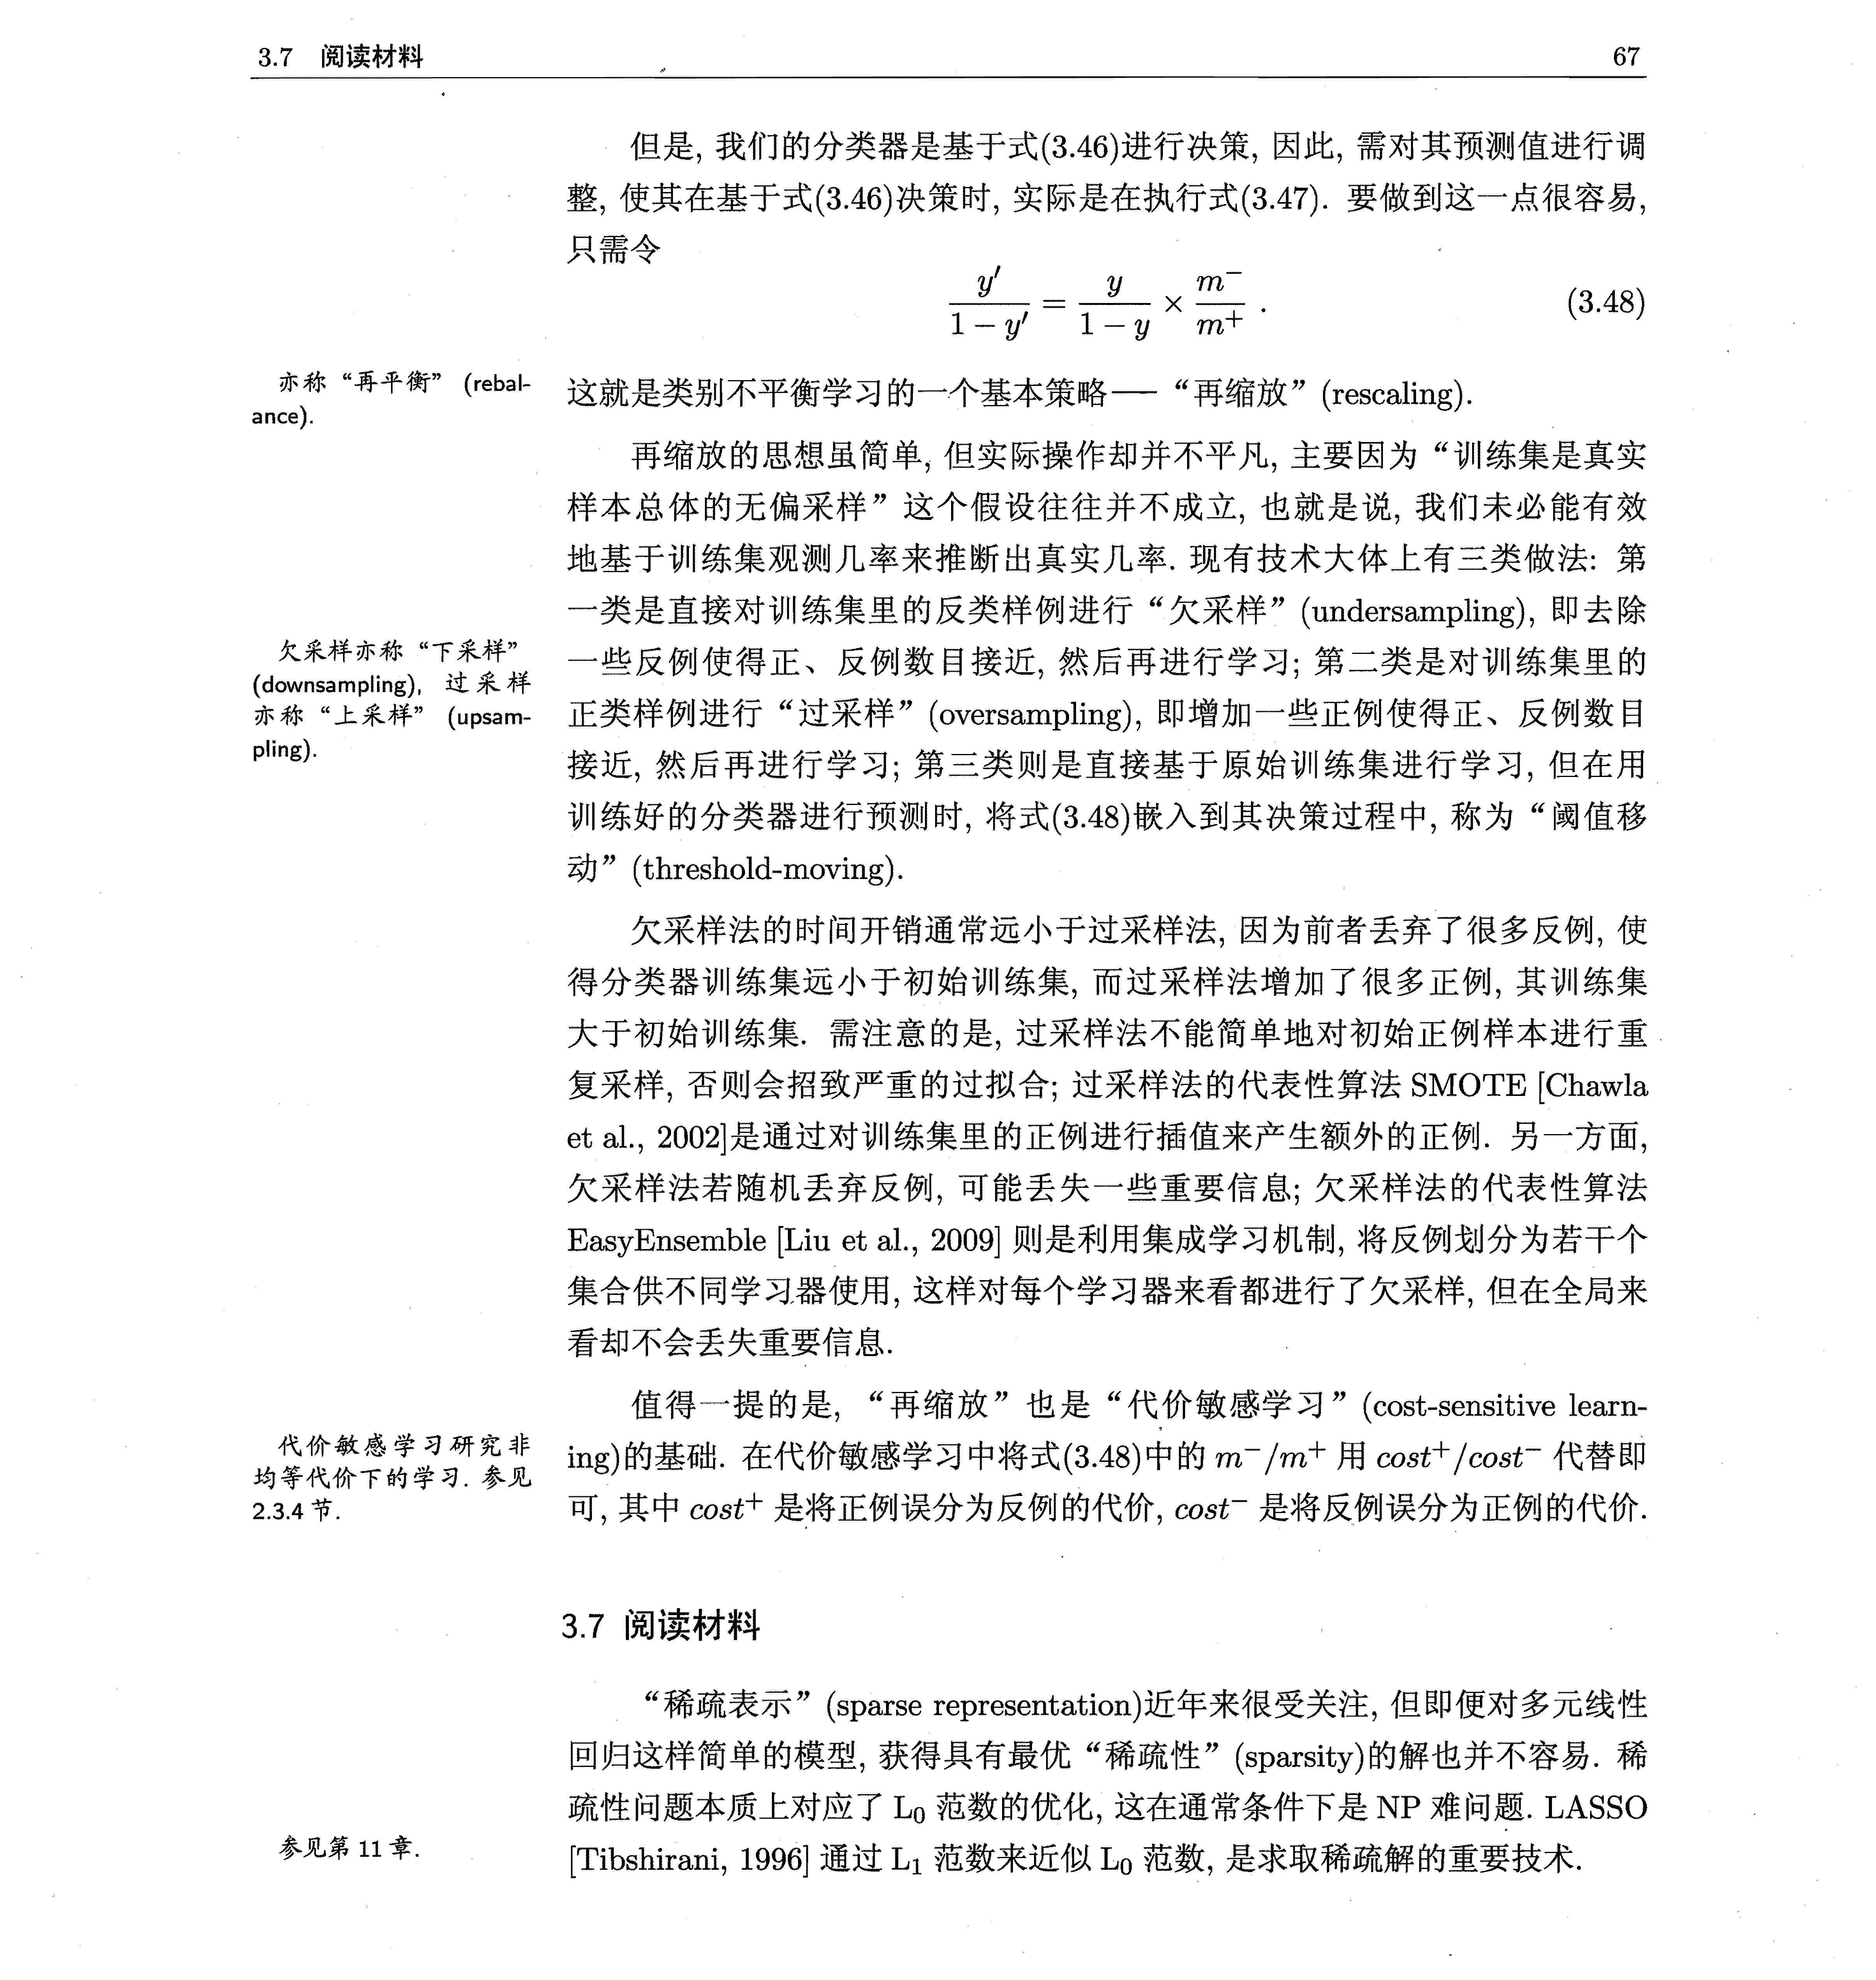 3.7 阅读材料 67
但是, 我们的分类器是基于式(3.46)进行决策, 因此, 需对其预测值进行调
整, 使其在基于式(3.46)决策时, 实际是在执行式(3.47). 要做到这一点很容易,
只需令
y′/(1 − y′) = y/(1 − y) × m⁻/m⁺ . (3.48)
亦称 “再平衡” (rebal-
ance).
这就是类别不平衡学习的一个基本策略—— “再缩放” (rescaling).
再缩放的思想虽简单, 但实际操作却并不平凡, 主要因为 “训练集是真实
样本总体的无偏采样” 这个假设往往并不成立, 也就是说, 我们未必能有效
地基于训练集观测几率来推断出真实几率. 现有技术大体上有三类做法: 第
一类是直接对训练集里的反类样例进行 “欠采样” (undersampling), 即去除
一些反例使得正、反例数目接近, 然后再进行学习; 第二类是对训练集里的
正类样例进行 “过采样” (oversampling), 即增加一些正例使得正、反例数目
接近, 然后再进行学习; 第三类则是直接基于原始训练集进行学习, 但在用
训练好的分类器进行预测时, 将式(3.48)嵌入到其决策过程中, 称为 “阈值移
动” (threshold-moving).
欠采样亦称 “下采样”
(downsampling), 过采样
亦称 “上采样” (upsam-
pling).
欠采样法的时间开销通常远小于过采样法, 因为前者丢弃了很多反例, 使
得分类器训练集远小于初始训练集, 而过采样法增加了很多正例, 其训练集
大于初始训练集. 需注意的是, 过采样法不能简单地对初始正例样本进行重
复采样, 否则会招致严重的过拟合; 过采样法的代表性算法 SMOTE [Chawla
et al., 2002]是通过对训练集里的正例进行插值来产生额外的正例. 另一方面,
欠采样法若随机丢弃反例, 可能丢失一些重要信息; 欠采样法的代表性算法
EasyEnsemble [Liu et al., 2009] 则是利用集成学习机制, 将反例划分为若干个
集合供不同学习器使用, 这样对每个学习器来看都进行了欠采样, 但在全局来
看却不会丢失重要信息.
值得一提的是, “再缩放” 也是 “代价敏感学习” (cost-sensitive learn-
ing)的基础. 在代价敏感学习中将式(3.48)中的 m⁻/m⁺ 用 cost⁺/cost⁻ 代替即
可, 其中 cost⁺ 是将正例误分为反例的代价, cost⁻ 是将反例误分为正例的代价.
代价敏感学习研究非
均等代价下的学习. 参见
2.3.4 节.
3.7 阅读材料
“稀疏表示” (sparse representation)近年来很受关注, 但即便对多元线性
回归这样简单的模型, 获得具有最优 “稀疏性” (sparsity)的解也并不容易. 稀
疏性问题本质上对应了 L₀ 范数的优化, 这在通常条件下是 NP 难问题. LASSO
[Tibshirani, 1996] 通过 L₁ 范数来近似 L₀ 范数, 是求取稀疏解的重要技术.
参见第 11 章.